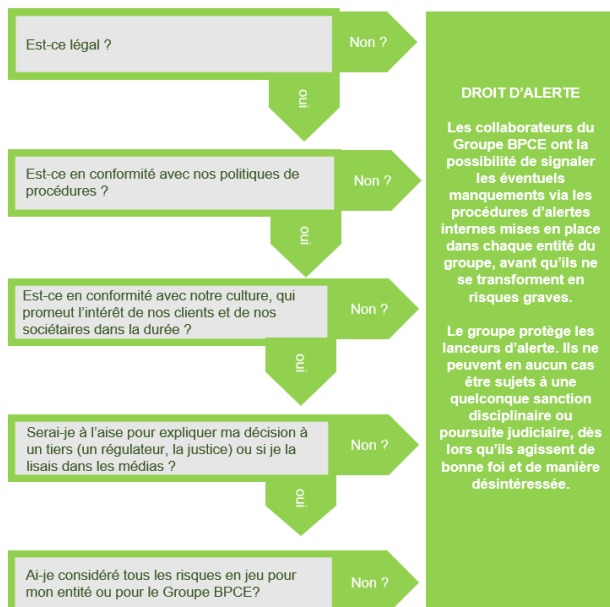 Est-ce légal ?
Non ?
oui
Est-ce en conformité avec nos politiques de
procédures ?
Non ?
oui
Est-ce en conformité avec notre culture, qui
promeut l'intérêt de nos clients et de nos
sociétaires dans la durée ?
Non ?
oui
Serai-je à l'aise pour expliquer ma décision à
un tiers (un régulateur, la justice) ou si je la
lisais dans les médias ?
Non ?
oui
Ai-je considéré tous les risques en jeu pour
mon entité ou pour le Groupe BPCE?
Non ?
DROIT D'ALERTE
Les collaborateurs du
Groupe BPCE ont la
possibilité de signaler
les éventuels
manquements via les
procédures d'alertes
internes mises en place
dans chaque entité du
groupe, avant qu'ils ne
se transforment en
risques graves.
Le groupe protège les
lanceurs d'alerte. Ils ne
peuvent en aucun cas
être sujets à une
quelconque sanction
disciplinaire ou
poursuite judiciaire, dès
lors qu'ils agissent de
bonne foi et de manière
désintéressée.